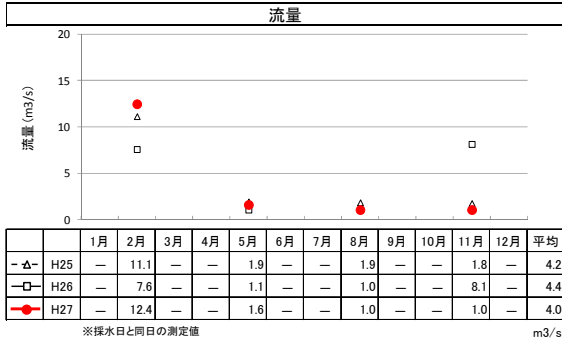 流量
20
15
10
5
0
流量 (m3/s)
1月 2月 3月 4月 5月 6月 7月 8月 9月 10月 11月 12月 平均
H25 — 11.1 — — 1.9 — — 1.9 — — 1.8 — 4.2
H26 — 7.6 — — 1.1 — — 1.0 — — 8.1 — 4.4
H27 — 12.4 — — 1.6 — — 1.0 — — 1.0 — 4.0
※採水日と同日の測定値 m3/s